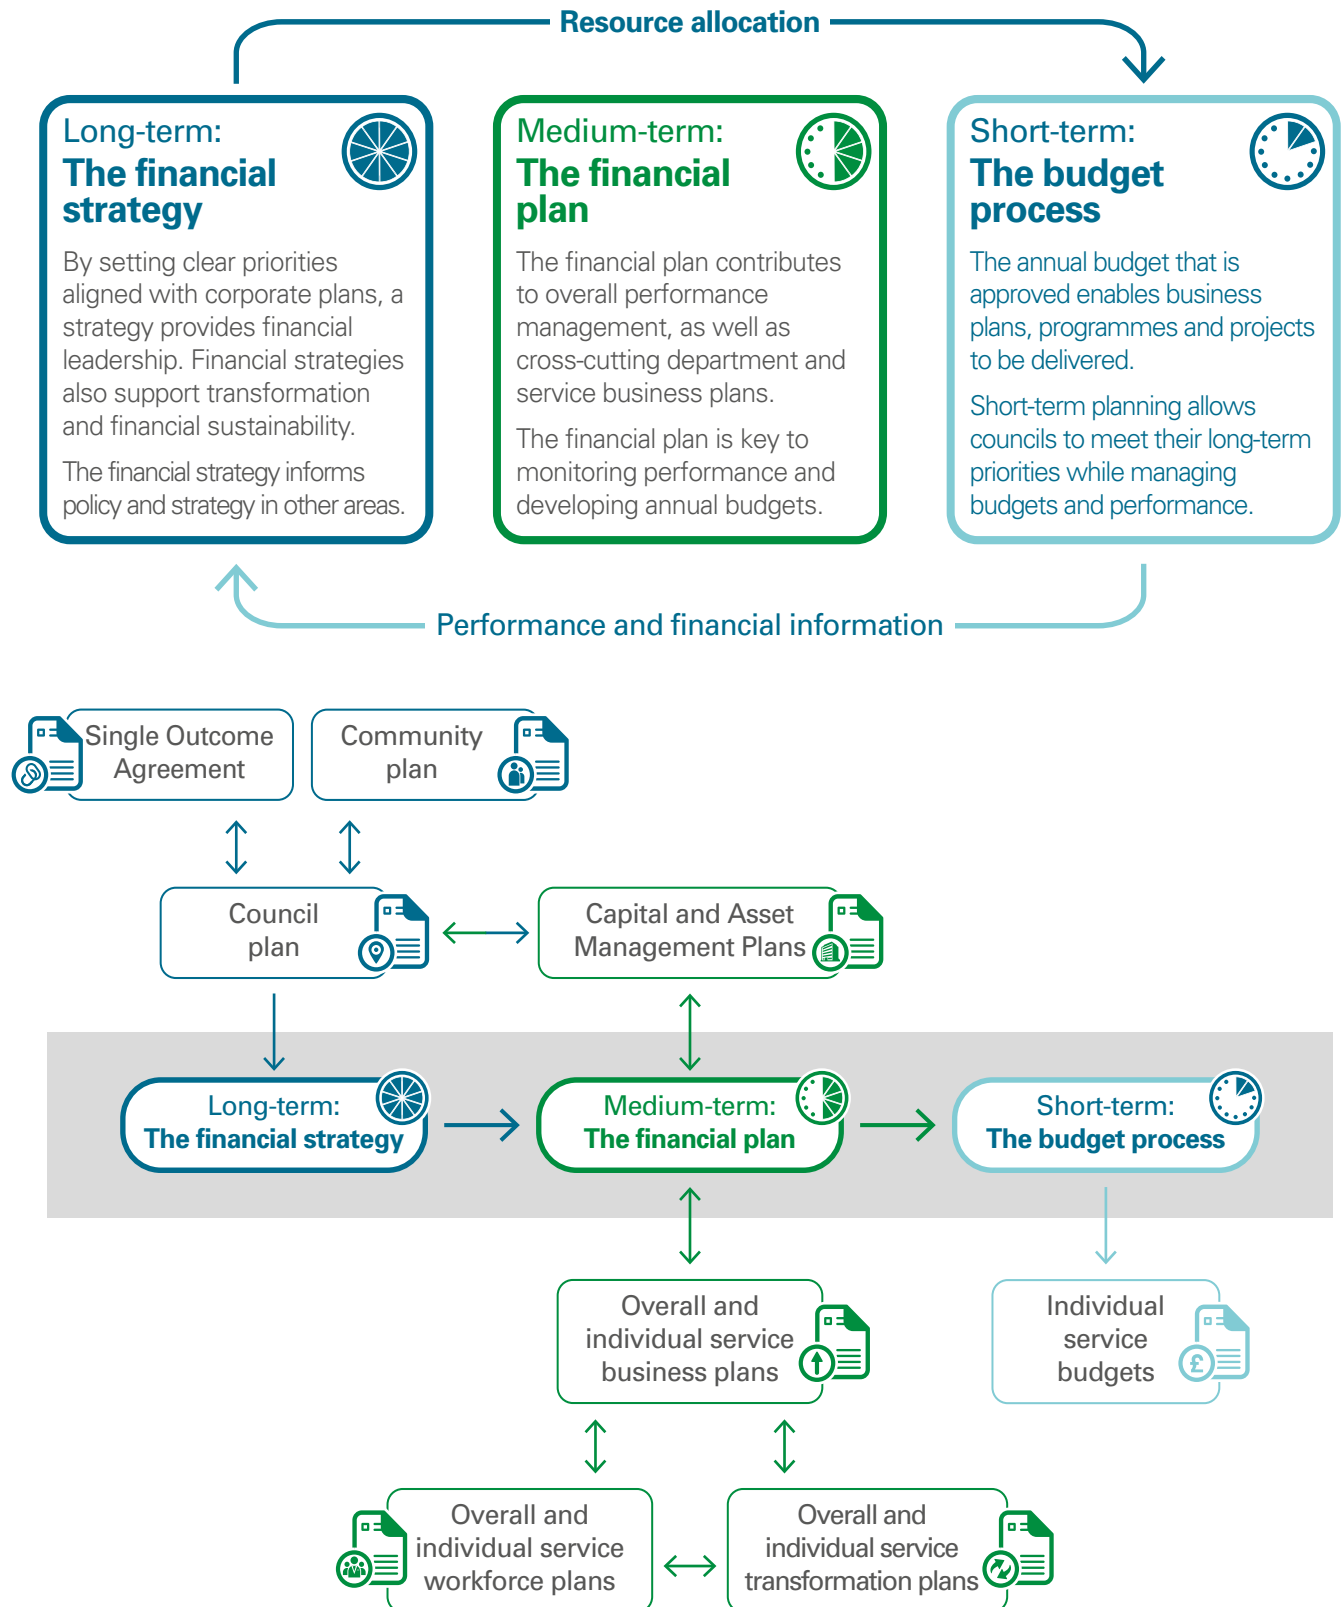 Resource allocation
Long-term:
The financial
strategy
By setting clear priorities
aligned with corporate plans, a
strategy provides financial
leadership. Financial strategies
also support transformation
and financial sustainability.
The financial strategy informs
policy and strategy in other areas.
Medium-term:
The financial
plan
The financial plan contributes
to overall performance
management, as well as
cross-cutting department and
service business plans.
The financial plan is key to
monitoring performance and
developing annual budgets.
Short-term:
The budget
process
The annual budget that is
approved enables business
plans, programmes and projects
to be delivered.
Short-term planning allows
councils to meet their long-term
priorities while managing
budgets and performance.
Performance and financial information
Single Outcome
Agreement
Community
plan
Council
plan
Capital and Asset
Management Plans
Long-term:
The financial strategy
Medium-term:
The financial plan
Short-term:
The budget process
Overall and
individual service
business plans
Individual
service
budgets
£
Overall and
individual service
workforce plans
Overall and
individual service
transformation plans